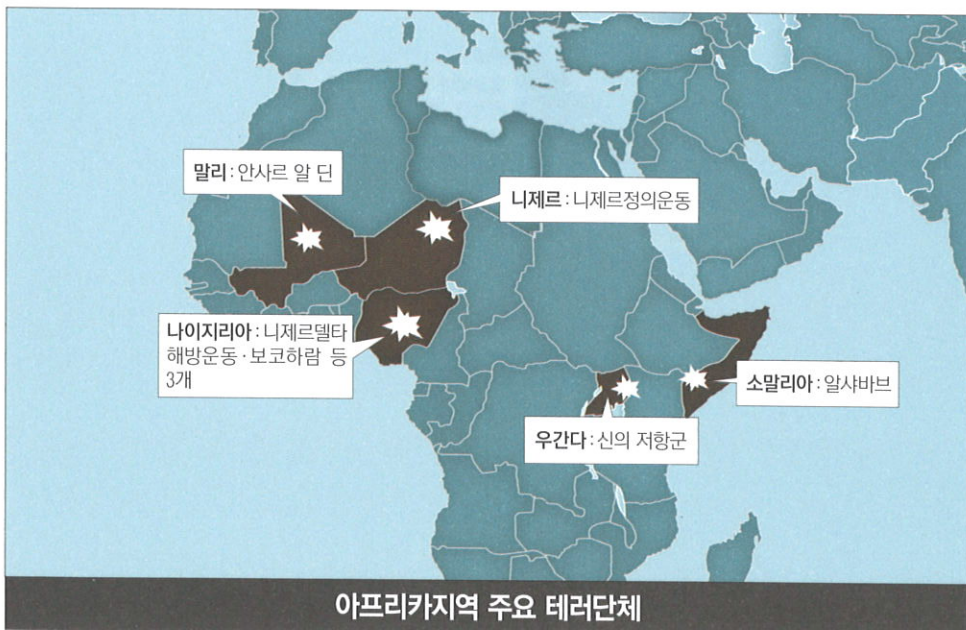 말리 : 안사르 알 딘
니제르 : 니제르정의운동
나이지리아 : 니제르델타
해방운동·보코하람 등
3개
소말리아 : 알샤바브
우간다 : 신의 저항군
아프리카지역 주요 테러단체